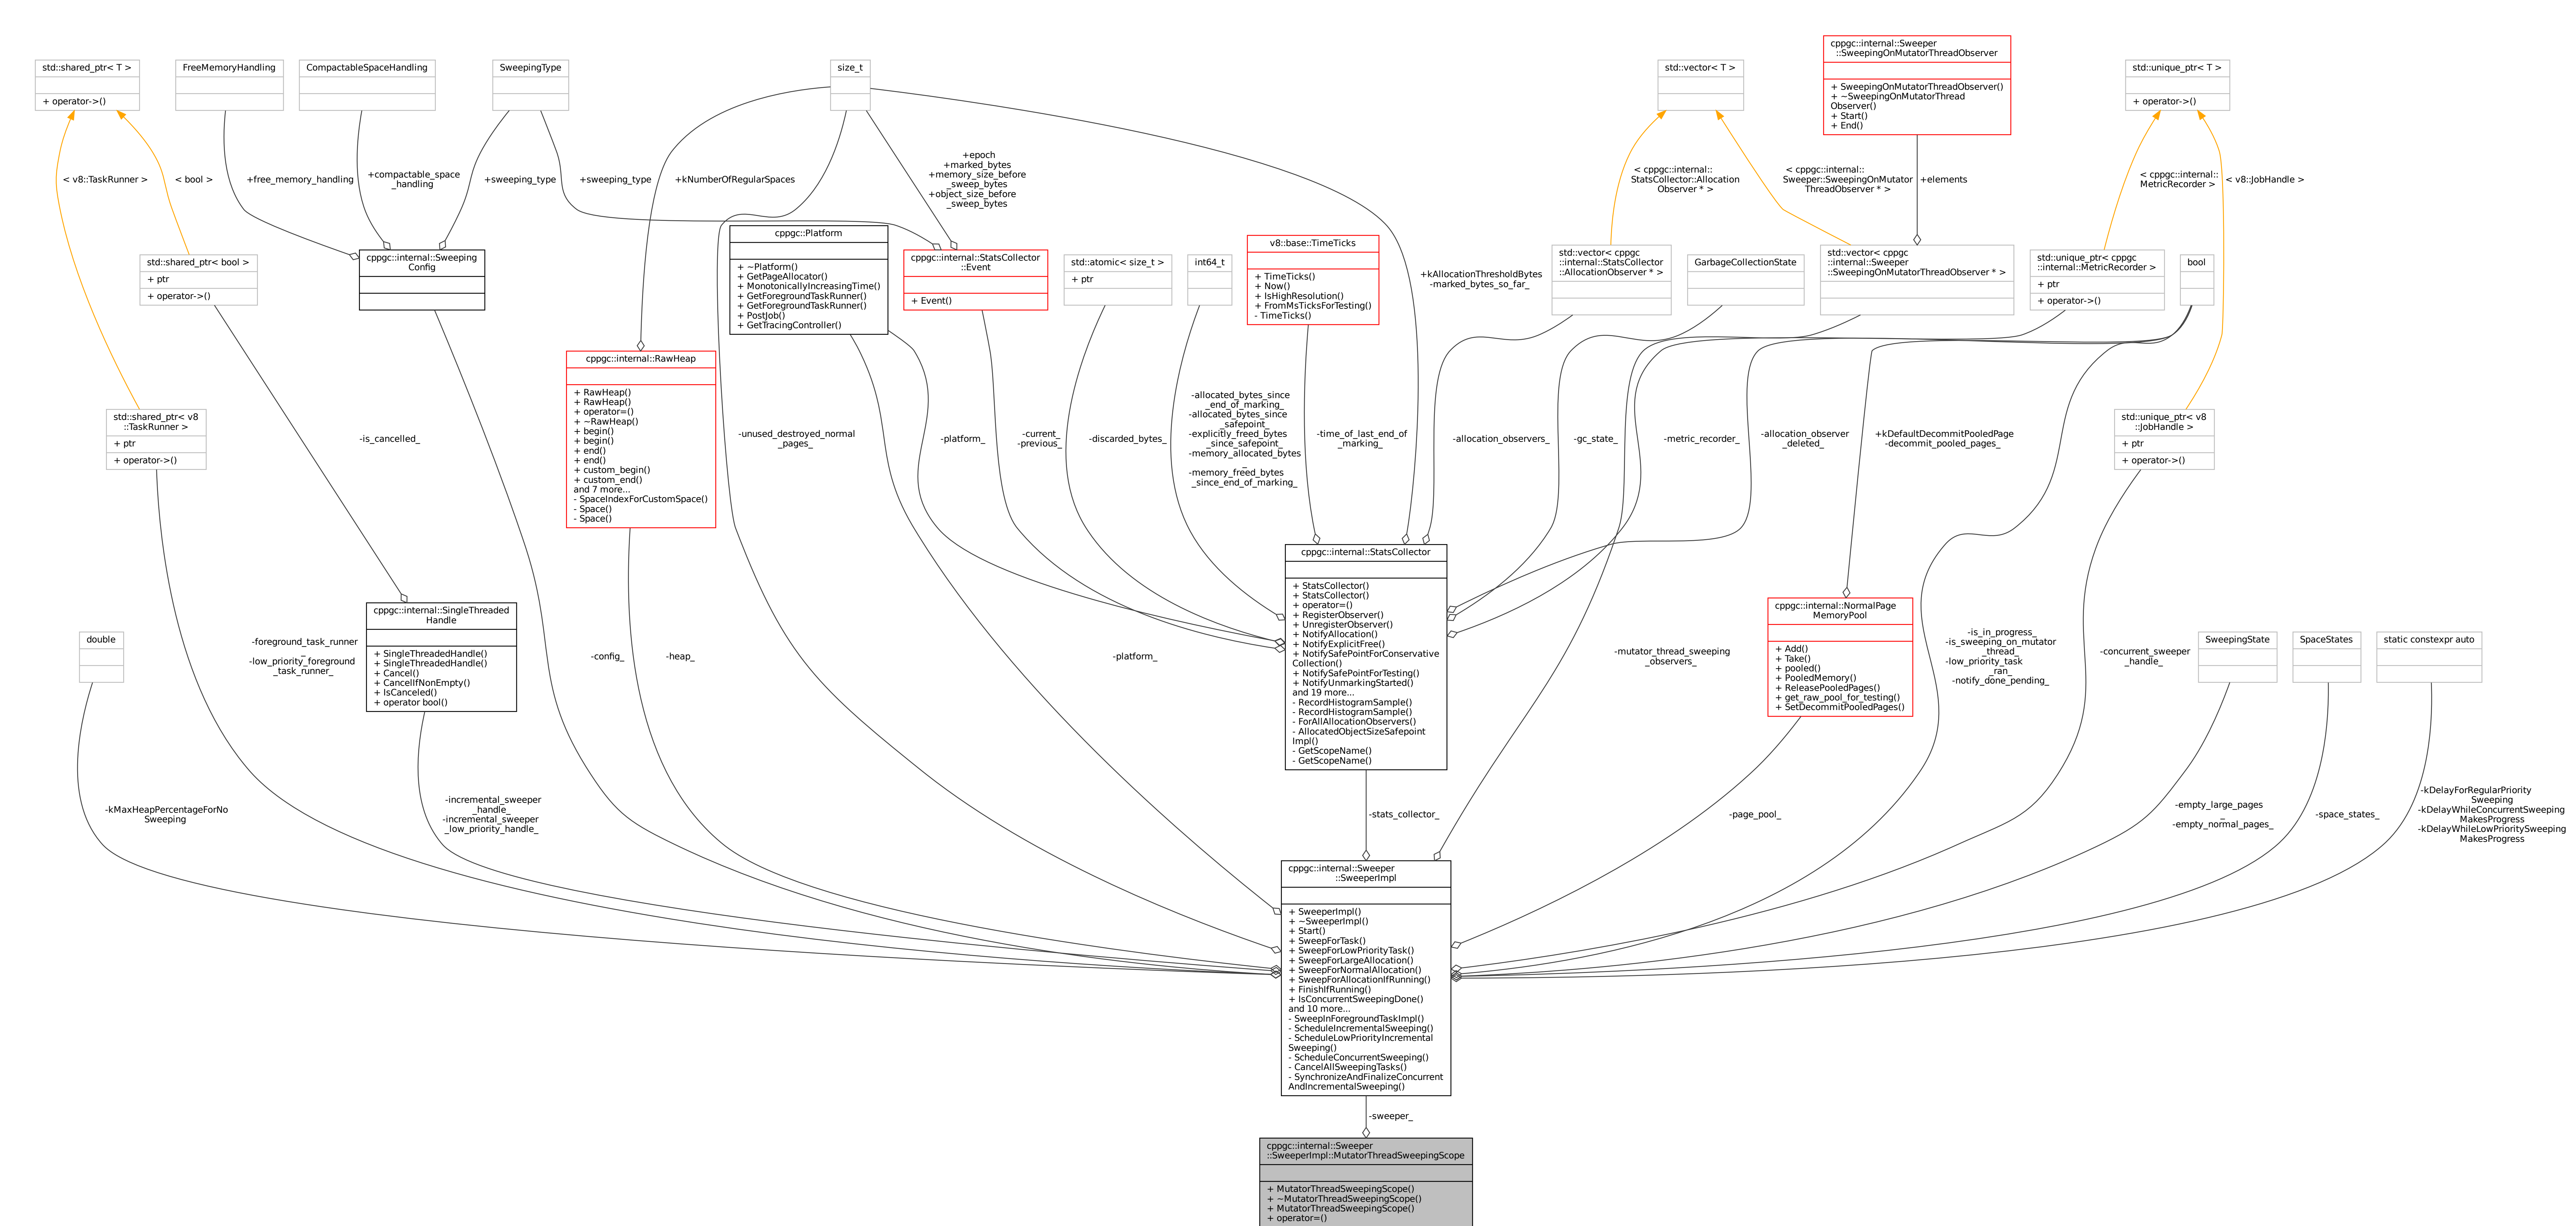 cppgc::internal::Sweeper
::SweepingOnMutatorThreadObserver
+ SweepingOnMutatorThreadObserver()
+ ~SweepingOnMutatorThread
Observer()
+ Start()
+ End()
std::shared_ptr< T >
+ operator->()
FreeMemoryHandling
CompactableSpaceHandling
SweepingType
size_t
std::vector< T >
std::unique_ptr< T >
+ operator->()
< v8::TaskRunner >
< bool >
+free_memory_handling
+compactable_space
_handling
+sweeping_type
+sweeping_type
+kNumberOfRegularSpaces
+epoch
+marked_bytes
+memory_size_before
_sweep_bytes
+object_size_before
_sweep_bytes
< cppgc::internal::
StatsCollector::Allocation
Observer * >
< cppgc::internal::
Sweeper::SweepingOnMutator
ThreadObserver * >
+elements
< cppgc::internal::
MetricRecorder >
< v8::JobHandle >
std::shared_ptr< bool >
+ ptr
+ operator->()
cppgc::internal::Sweeping
Config
cppgc::Platform
+ ~Platform()
+ GetPageAllocator()
+ MonotonicallyIncreasingTime()
+ GetForegroundTaskRunner()
+ GetForegroundTaskRunner()
+ PostJob()
+ GetTracingController()
cppgc::internal::StatsCollector
::Event
+ Event()
std::atomic< size_t >
+ ptr
int64_t
v8::base::TimeTicks
+ TimeTicks()
+ Now()
+ IsHighResolution()
+ FromMsTicksForTesting()
- TimeTicks()
+kAllocationThresholdBytes
-marked_bytes_so_far_
std::vector< cppgc
::internal::StatsCollector
::AllocationObserver * >
GarbageCollectionState
std::vector< cppgc
::internal::Sweeper
::SweepingOnMutatorThreadObserver * >
std::unique_ptr< cppgc
::internal::MetricRecorder >
+ ptr
+ operator->()
bool
cppgc::internal::RawHeap
+ RawHeap()
+ RawHeap()
+ operator=()
+ ~RawHeap()
+ begin()
+ begin()
+ end()
+ end()
+ custom_begin()
+ custom_end()
and 7 more...
- SpaceIndexForCustomSpace()
- Space()
- Space()
std::shared_ptr< v8
::TaskRunner >
+ ptr
+ operator->()
-is_cancelled_
-unused_destroyed_normal
_pages_
-platform_
-current_
-previous_
-discarded_bytes_
-allocated_bytes_since
_end_of_marking_
-allocated_bytes_since
_safepoint_
-explicitly_freed_bytes
_since_safepoint_
-memory_allocated_bytes
_
-memory_freed_bytes
_since_end_of_marking_
-time_of_last_end_of
_marking_
-allocation_observers_
-gc_state_
-metric_recorder_
-allocation_observer
_deleted_
+kDefaultDecommitPooledPage
-decommit_pooled_pages_
std::unique_ptr< v8
::JobHandle >
+ ptr
+ operator->()
cppgc::internal::StatsCollector
+ StatsCollector()
+ StatsCollector()
+ operator=()
+ RegisterObserver()
+ UnregisterObserver()
+ NotifyAllocation()
+ NotifyExplicitFree()
+ NotifySafePointForConservative
Collection()
+ NotifySafePointForTesting()
+ NotifyUnmarkingStarted()
and 19 more...
- RecordHistogramSample()
- RecordHistogramSample()
- ForAllAllocationObservers()
- AllocatedObjectSizeSafepoint
Impl()
- GetScopeName()
- GetScopeName()
double
-foreground_task_runner
_
-low_priority_foreground
_task_runner_
cppgc::internal::SingleThreaded
Handle
+ SingleThreadedHandle()
+ SingleThreadedHandle()
+ Cancel()
+ CancelIfNonEmpty()
+ IsCanceled()
+ operator bool()
-config_
-heap_
-platform_
-mutator_thread_sweeping
_observers_
cppgc::internal::NormalPage
MemoryPool
+ Add()
+ Take()
+ pooled()
+ PooledMemory()
+ ReleasePooledPages()
+ get_raw_pool_for_testing()
+ SetDecommitPooledPages()
-is_in_progress_
-is_sweeping_on_mutator
_thread_
-low_priority_task
_ran_
-notify_done_pending_
-concurrent_sweeper
_handle_
SweepingState
SpaceStates
static constexpr auto
-kMaxHeapPercentageForNo
Sweeping
-incremental_sweeper
_handle_
-incremental_sweeper
_low_priority_handle_
-stats_collector_
-page_pool_
-empty_large_pages
_
-empty_normal_pages_
-space_states_
-kDelayForRegularPriority
Sweeping
-kDelayWhileConcurrentSweeping
MakesProgress
-kDelayWhileLowPrioritySweeping
MakesProgress
cppgc::internal::Sweeper
::SweeperImpl
+ SweeperImpl()
+ ~SweeperImpl()
+ Start()
+ SweepForTask()
+ SweepForLowPriorityTask()
+ SweepForLargeAllocation()
+ SweepForNormalAllocation()
+ SweepForAllocationIfRunning()
+ FinishIfRunning()
+ IsConcurrentSweepingDone()
and 10 more...
- SweepInForegroundTaskImpl()
- ScheduleIncrementalSweeping()
- ScheduleLowPriorityIncremental
Sweeping()
- ScheduleConcurrentSweeping()
- CancelAllSweepingTasks()
- SynchronizeAndFinalizeConcurrent
AndIncrementalSweeping()
-sweeper_
cppgc::internal::Sweeper
::SweeperImpl::MutatorThreadSweepingScope
+ MutatorThreadSweepingScope()
+ ~MutatorThreadSweepingScope()
+ MutatorThreadSweepingScope()
+ operator=()